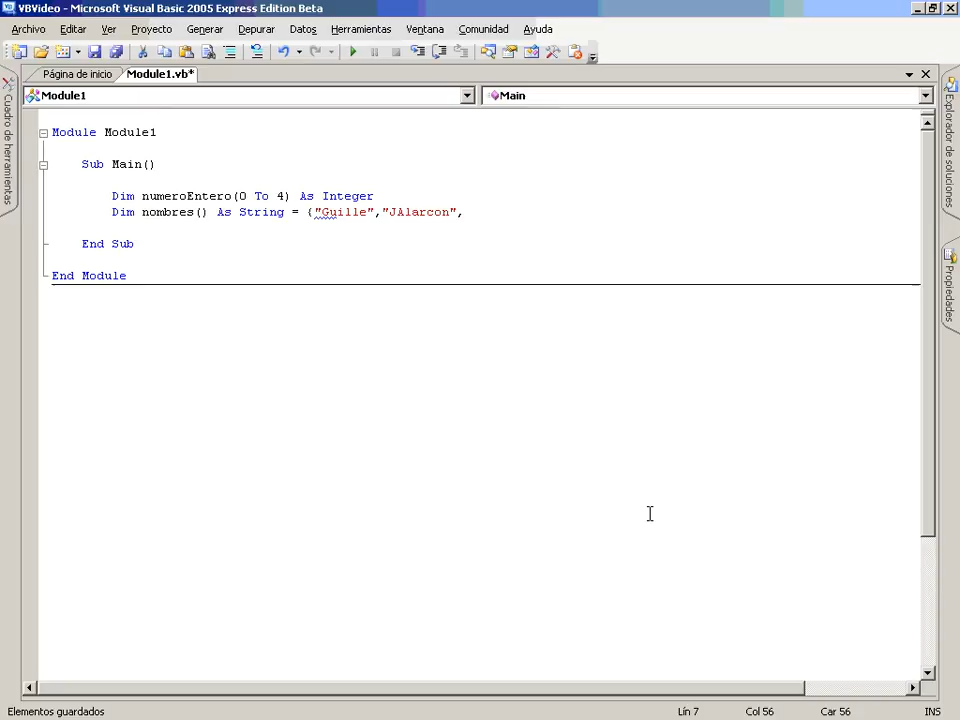 VBVideo - Microsoft Visual Basic 2005 Express Edition Beta
Archivo Editar Ver Proyecto Generar Depurar Datos Herramientas Ventana Comunidad Ayuda
Página de inicio Module1.vb*
Module1 Main
Cuadro de herramientas
Explorador de soluciones
Propiedades
Module Module1
Sub Main()
Dim numeroEntero(0 To 4) As Integer
Dim nombres() As String = {"Guille","JAlarcon",
End Sub
End Module
Elementos guardados Lín 7 Col 56 Car 56 INS